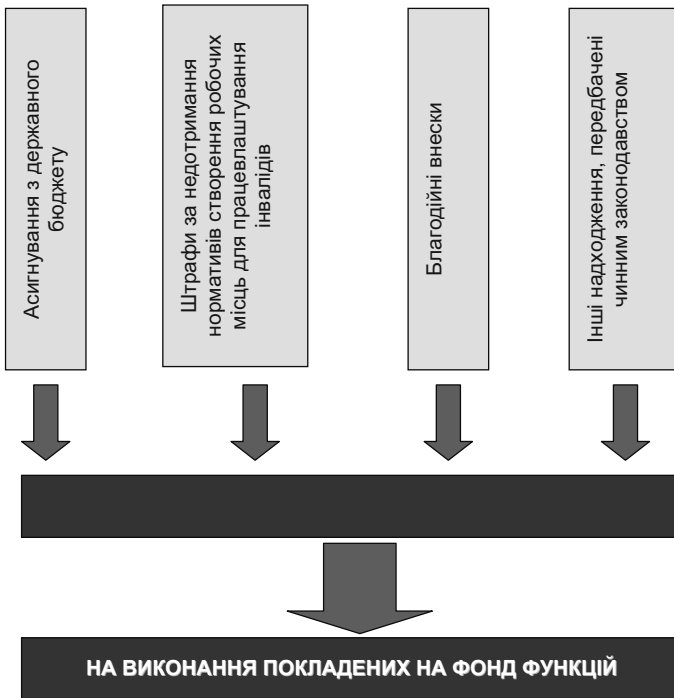 Асигнування з державного
бюджету
Штрафи за недотримання
нормативів створення робочих
місць для працевлаштування
інвалідів
Благодійні внески
Інші надходження, передбачені
чинним законодавством
НА ВИКОНАННЯ ПОКЛАДЕНИХ НА ФОНД ФУНКЦІЙ